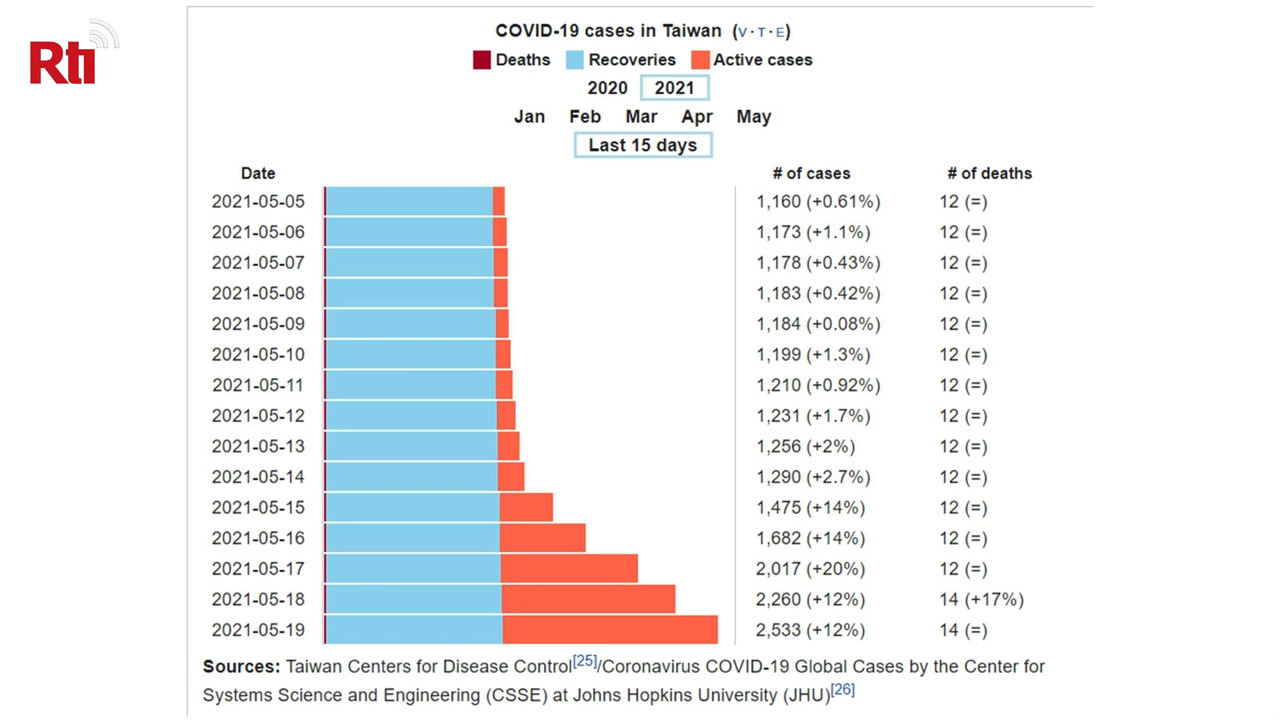 Rti
COVID-19 cases in Taiwan (V · T · E)
Deaths Recoveries Active cases
2020 2021
Jan Feb Mar Apr May
Last 15 days
Date # of cases # of deaths
2021-05-05 1,160 (+0.61%) 12 (=)
2021-05-06 1,173 (+1.1%) 12 (=)
2021-05-07 1,178 (+0.43%) 12 (=)
2021-05-08 1,183 (+0.42%) 12 (=)
2021-05-09 1,184 (+0.08%) 12 (=)
2021-05-10 1,199 (+1.3%) 12 (=)
2021-05-11 1,210 (+0.92%) 12 (=)
2021-05-12 1,231 (+1.7%) 12 (=)
2021-05-13 1,256 (+2%) 12 (=)
2021-05-14 1,290 (+2.7%) 12 (=)
2021-05-15 1,475 (+14%) 12 (=)
2021-05-16 1,682 (+14%) 12 (=)
2021-05-17 2,017 (+20%) 12 (=)
2021-05-18 2,260 (+12%) 14 (+17%)
2021-05-19 2,533 (+12%) 14 (=)
Sources: Taiwan Centers for Disease Control[25]/Coronavirus COVID-19 Global Cases by the Center for
Systems Science and Engineering (CSSE) at Johns Hopkins University (JHU)[26]